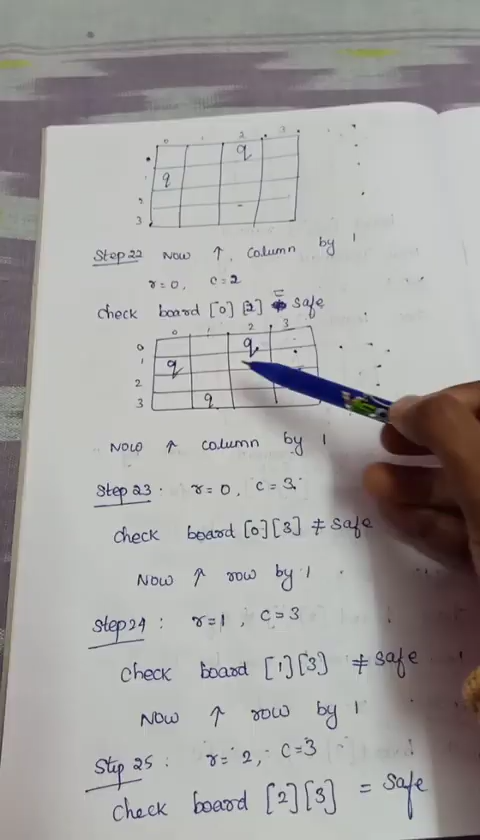 0 1 2 3
q
1 q
2
3
Step 22 Now ↑ column by 1
r=0, c=2
check board [0] [2] = safe
0 1 2 3
0 q
1 q
2
3 q
Now ↑ column by 1
Step 23. r=0, c=3.
check board [0] [3] ≠ safe
Now ↑ row by 1
Step 24 : r=1, c=3
check board [1] [3] ≠ safe
Now ↑ row by 1
Step 25 : r=2, c=3
check board [2] [3] = safe